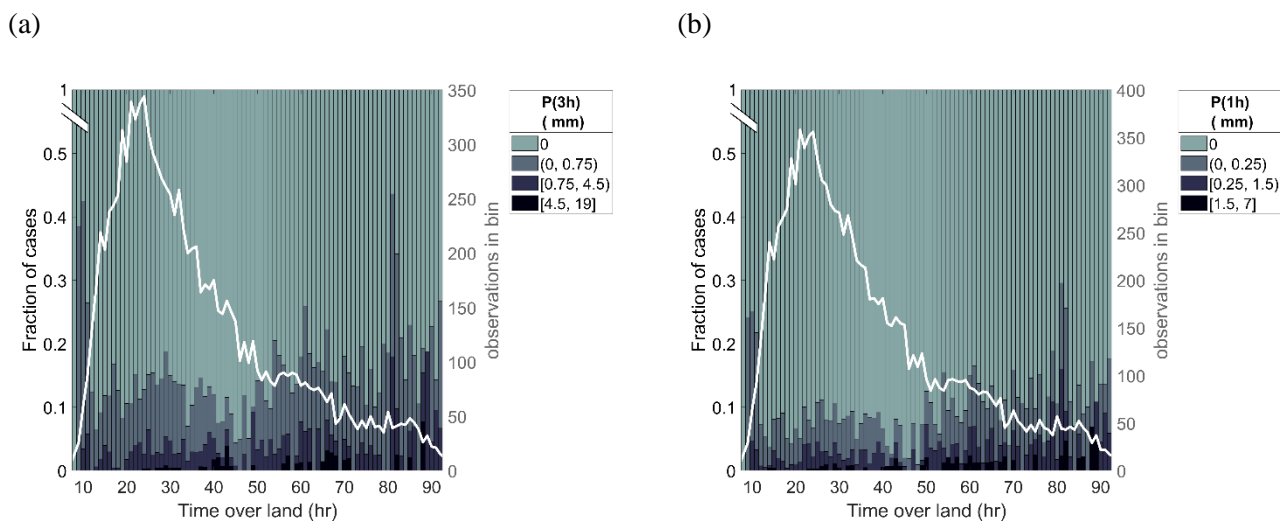 (a)
1
0.5
0.4
0.3
0.2
0.1
0
Fraction of cases
10 20 30 40 50 60 70 80 90
Time over land (hr)
350
300
250
200
150
100
50
0
observations in bin
P(3h)
( mm)
0
(0, 0.75)
[0.75, 4.5)
[4.5, 19]
(b)
1
0.5
0.4
0.3
0.2
0.1
0
Fraction of cases
10 20 30 40 50 60 70 80 90
Time over land (hr)
400
350
300
250
200
150
100
50
0
observations in bin
P(1h)
( mm)
0
(0, 0.25)
[0.25, 1.5)
[1.5, 7]